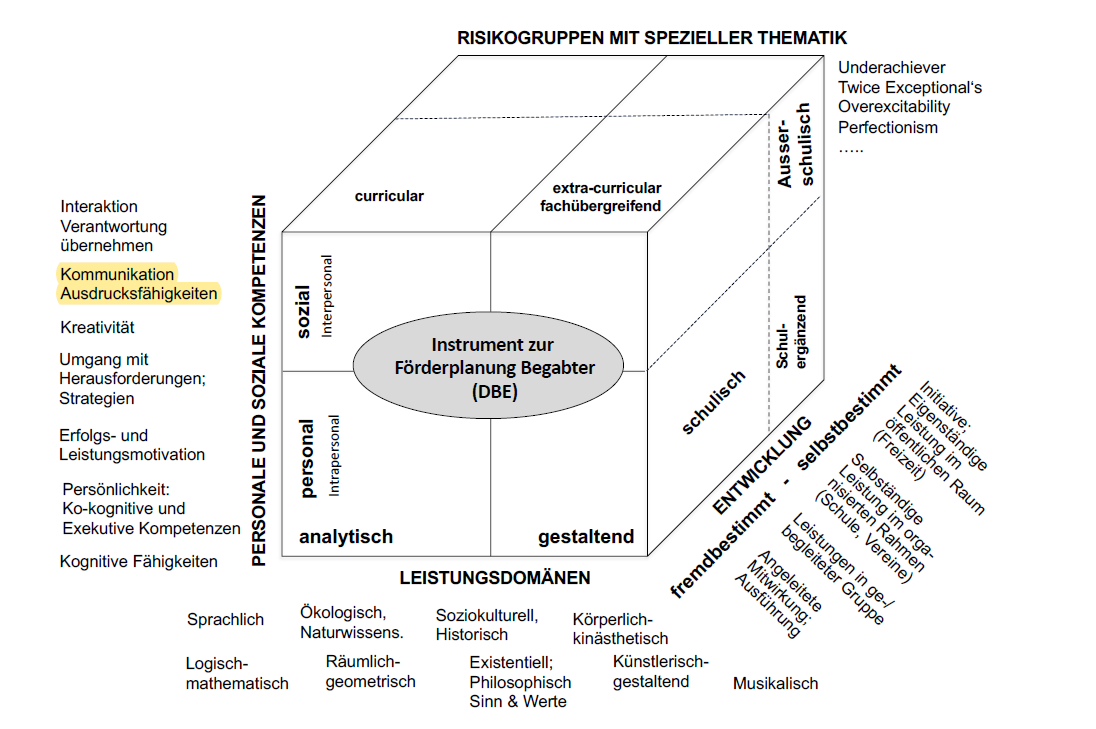 RISIKOGRUPPEN MIT SPEZIELLER THEMATIK
Underachiever
Twice Exceptional's
Overexcitability
Perfectionism
.....
Ausser-
schulisch
curricular
extra-curricular
fachübergreifend
PERSONALE UND SOZIALE KOMPETENZEN
Interaktion
Verantwortung
übernehmen
Kommunikation
Ausdrucksfähigkeiten
Kreativität
Umgang mit
Herausforderungen;
Strategien
Erfolgs- und
Leistungsmotivation
Persönlichkeit:
Ko-kognitive und
Exekutive Kompetenzen
Kognitive Fähigkeiten
sozial
Interpersonal
personal
Intrapersonal
Instrument zur
Förderplanung Begabter
(DBE)
Schul-
ergänzend
schulisch
analytisch
gestaltend
ENTWICKLUNG
fremdbestimmt - selbstbestimmt
Initiative;
Eigenständige
Leistung im
öffentlichen Raum
(Freizeit)
Selbständige
Leistung im orga-
nisierten Rahmen
(Schule, Vereine)
Leistungen in ge-/
begleiteter Gruppe
Angeleitete
Mitwirkung;
Ausführung
LEISTUNGSDOMÄNEN
Sprachlich
Ökologisch,
Naturwissens.
Soziokulturell,
Historisch
Körperlich-
kinästhetisch
Logisch-
mathematisch
Räumlich-
geometrisch
Existentiell;
Philosophisch
Sinn & Werte
Künstlerisch-
gestaltend
Musikalisch